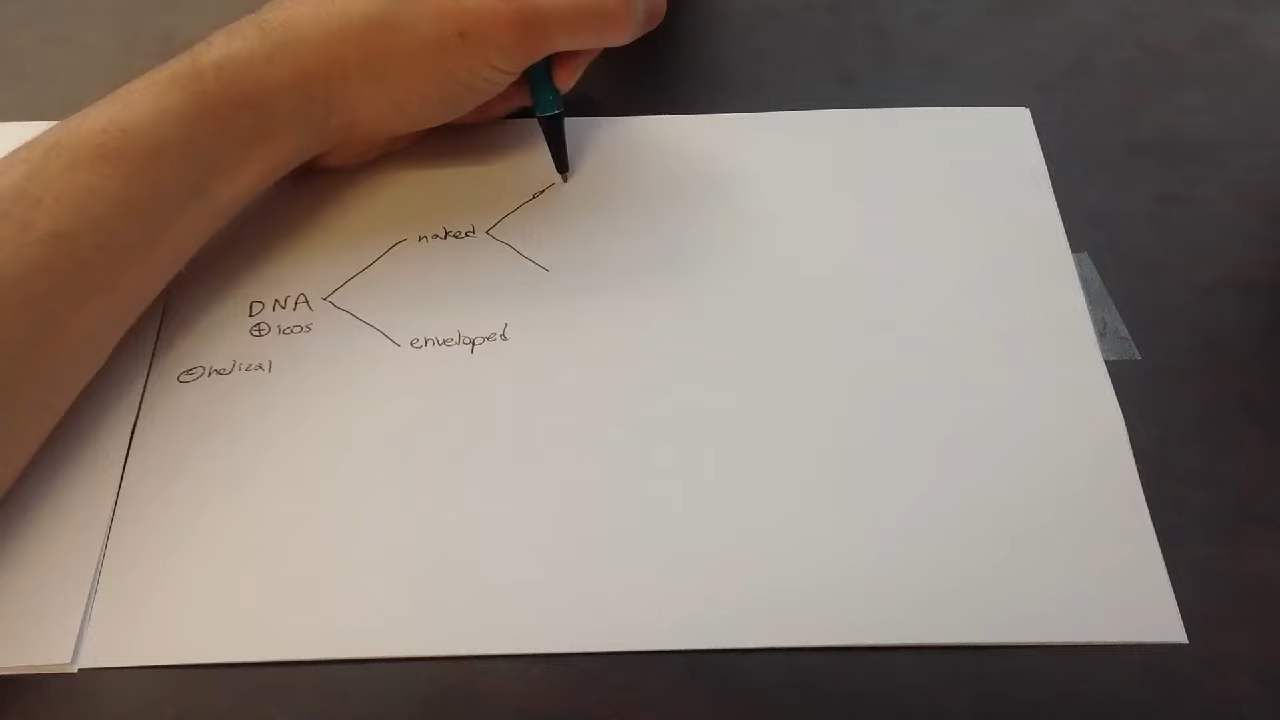 naked
DNA
⊕ icos
enveloped
⊖ helical